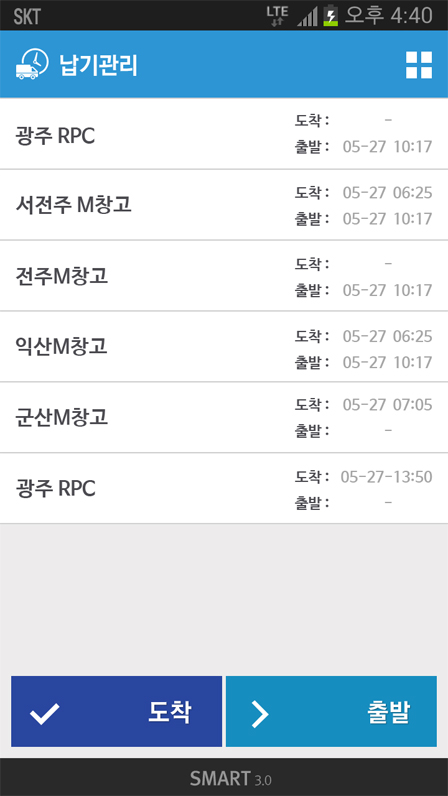 SKT LTE 오후 4:40
납기관리
광주 RPC
도착 : -
출발 : 05-27 10:17
서전주 M창고
도착 : 05-27 06:25
출발 : 05-27 10:17
전주M창고
도착 : -
출발 : 05-27 10:17
익산M창고
도착 : 05-27 06:25
출발 : 05-27 10:17
군산M창고
도착 : 05-27 07:05
출발 : -
광주 RPC
도착 : 05-27-13:50
출발 : -
도착
출발
SMART 3.0